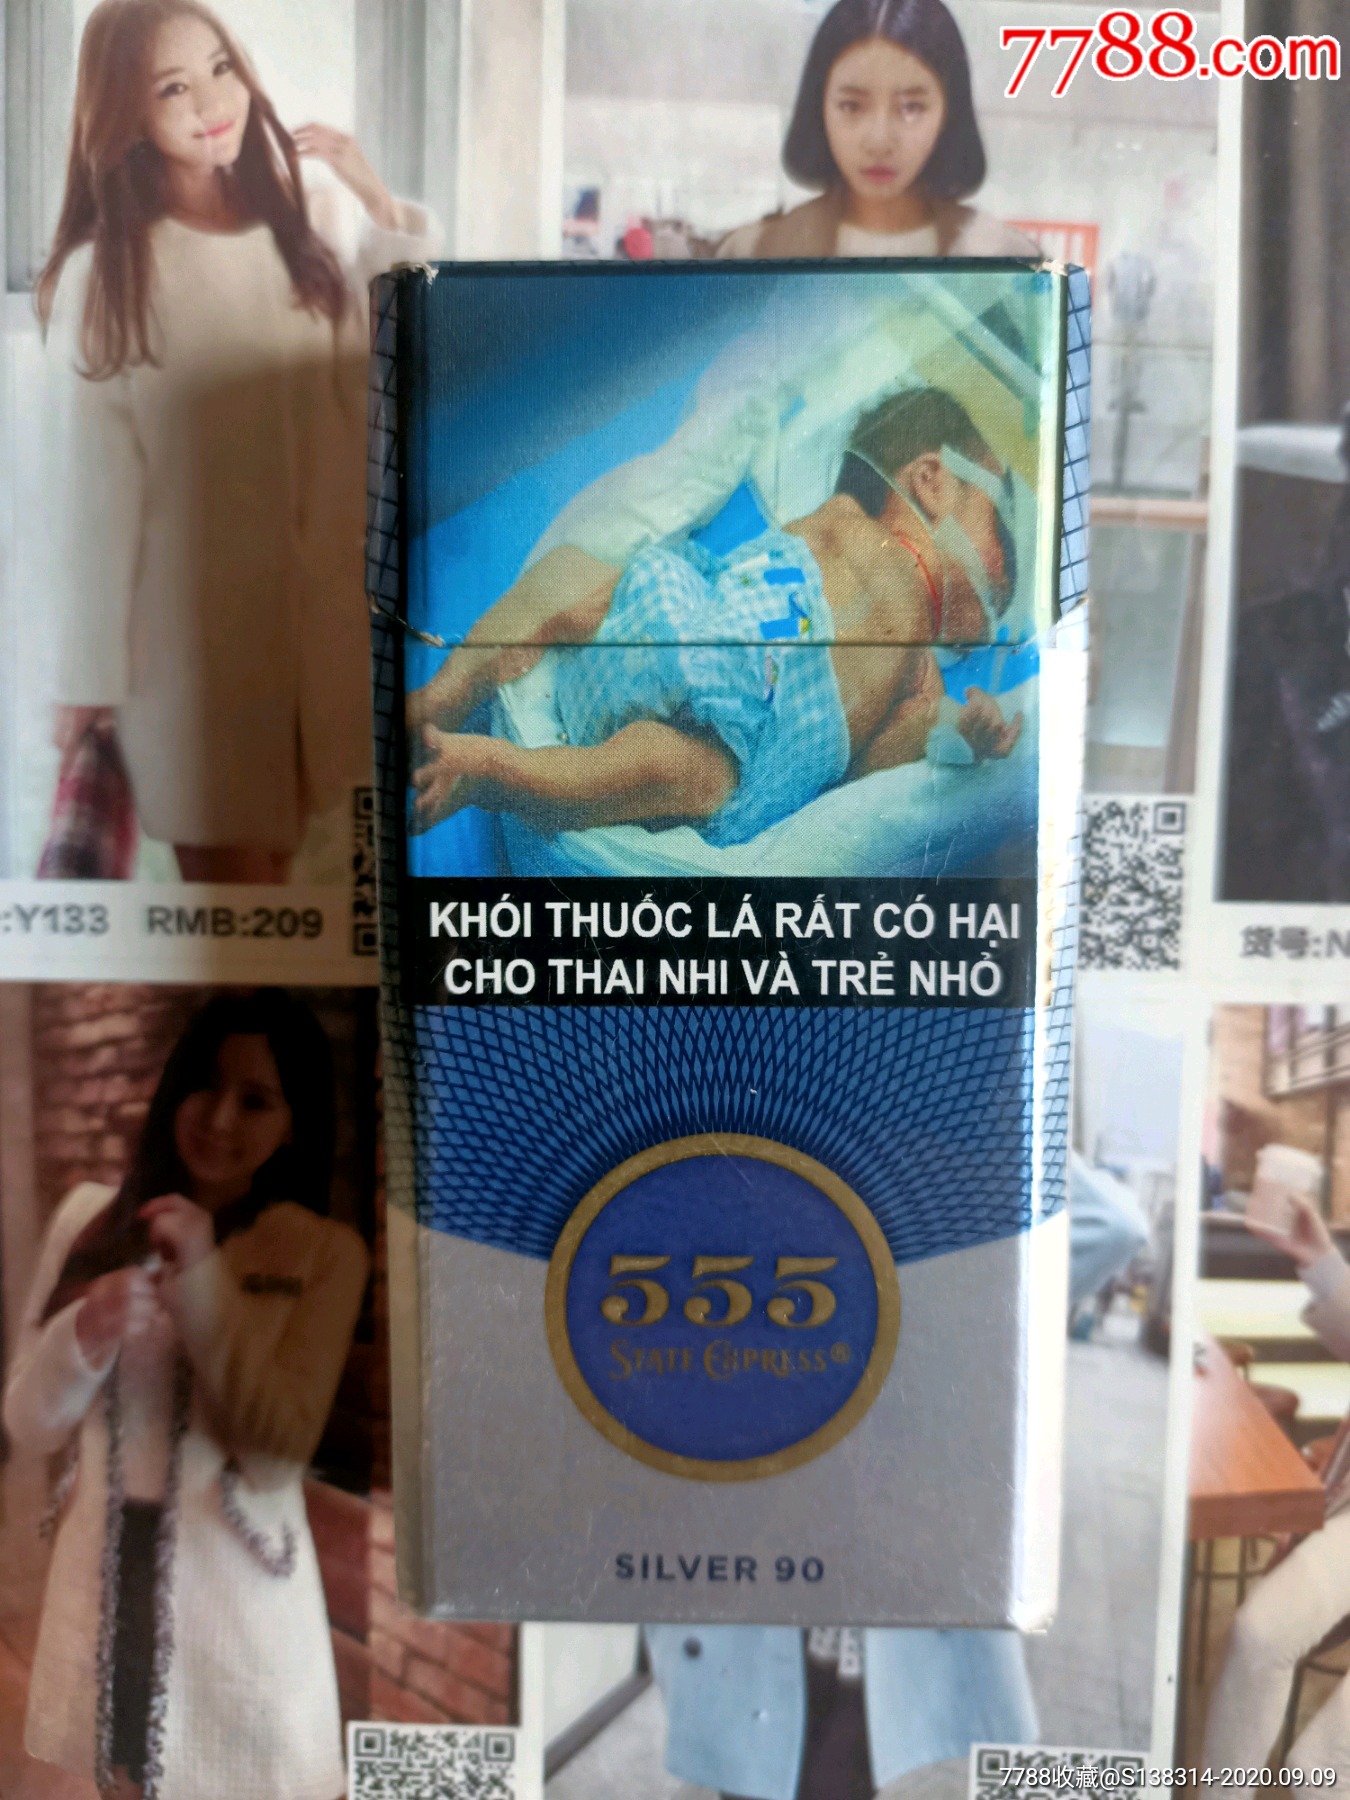 7788.com
:Y133 RMB:209
货号:N
KHÓI THUỐC LÁ RẤT CÓ HẠI
CHO THAI NHI VÀ TRẺ NHỎ
555
STATE EXPRESS®
SILVER 90
7788收藏@S138314-2020.09.09